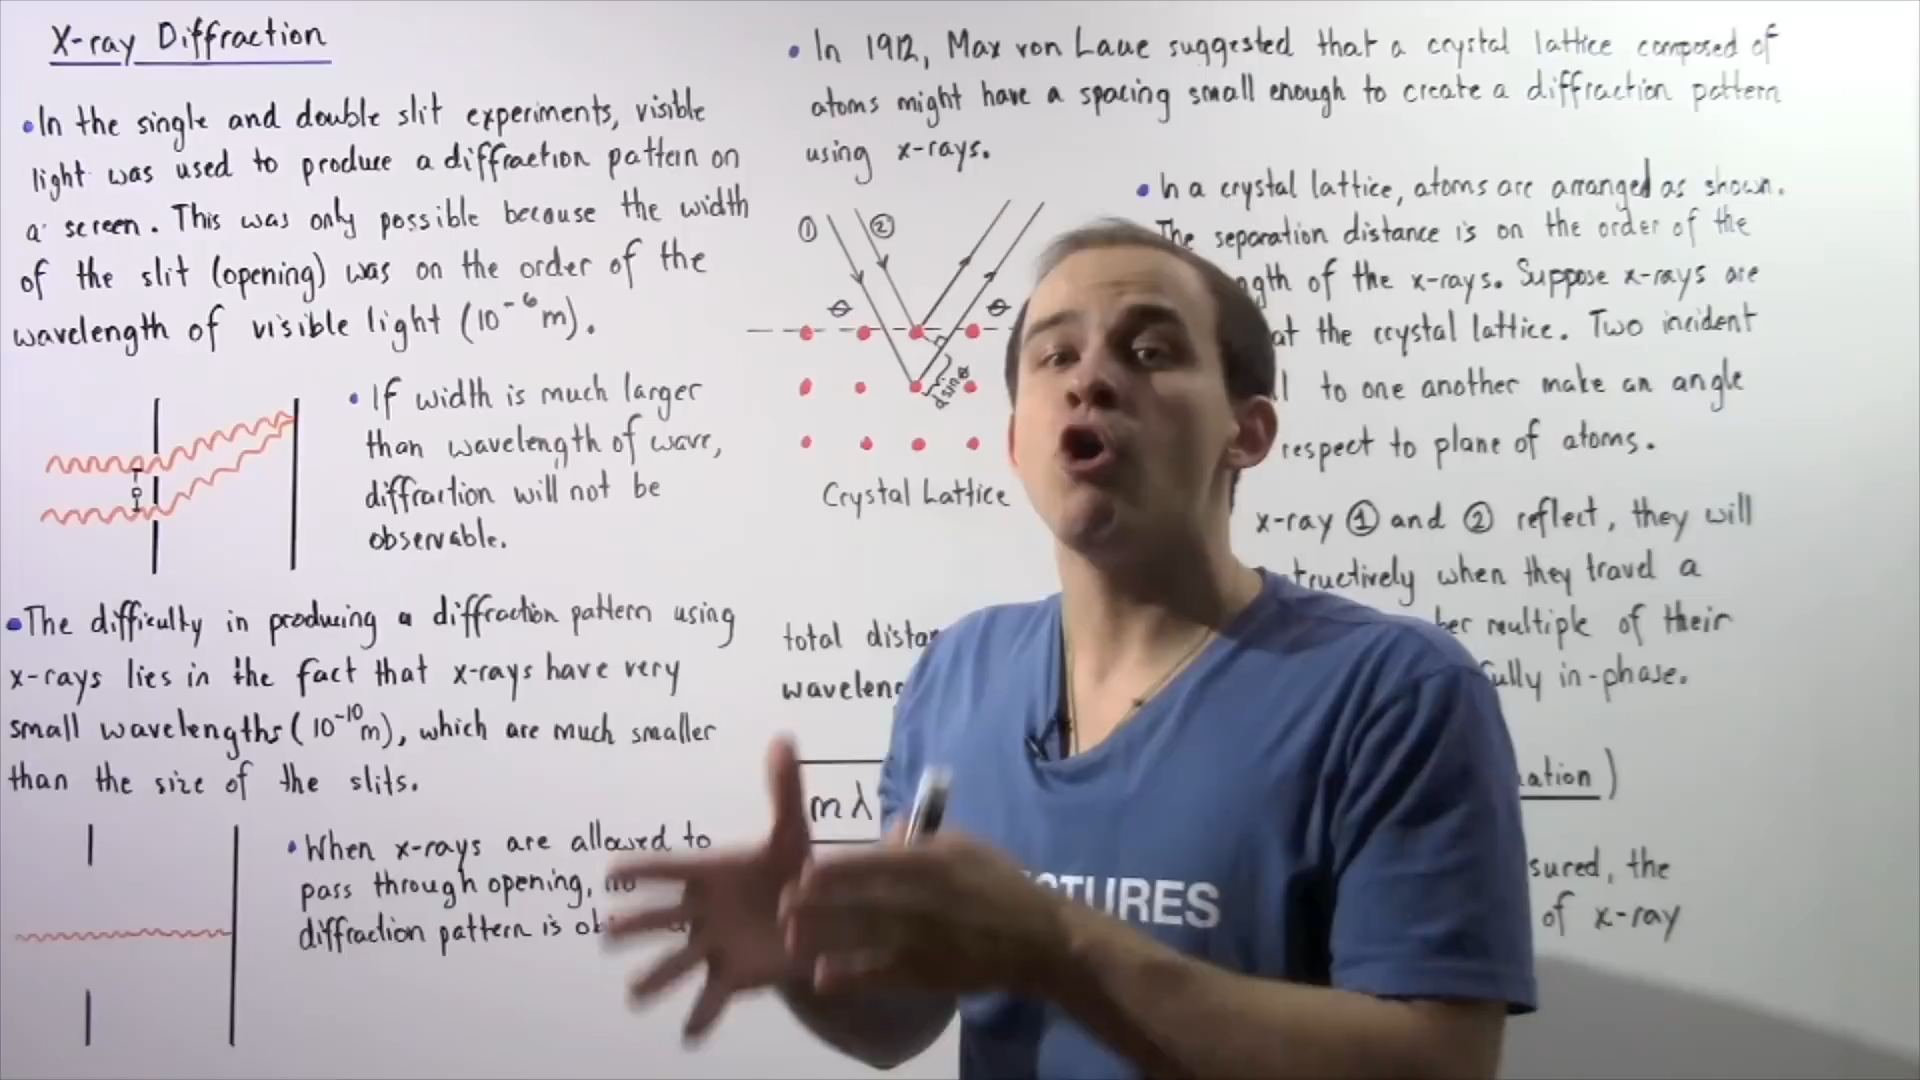 X-ray Diffraction
• In the single and double slit experiments, visible
light was used to produce a diffraction pattern on
a screen. This was only possible because the width
of the slit (opening) was on the order of the
wavelength of visible light (10⁻⁶m).
• If width is much larger
than wavelength of wave,
diffraction will not be
observable.
• The difficulty in producing a diffraction pattern using
x-rays lies in the fact that x-rays have very
small wavelengths (10⁻¹⁰m), which are much smaller
than the size of the slits.
• When x-rays are allowed to
pass through opening, no
diffraction pattern is
• In 1912, Max von Laue suggested that a crystal lattice composed of
atoms might have a spacing small enough to create a diffraction pattern
using x-rays.
① ②
θ θ
d sinθ
Crystal Lattice
• In a crystal lattice, atoms are arranged as shown.
The separation distance is on the order of the
of the x-rays. Suppose x-rays are
at the crystal lattice. Two incident
to one another make an angle
respect to plane of atoms.
x-ray ① and ② reflect, they will
when they travel a
total
multiple of their
fully in-phase.
mλ
)
, the
of x-ray